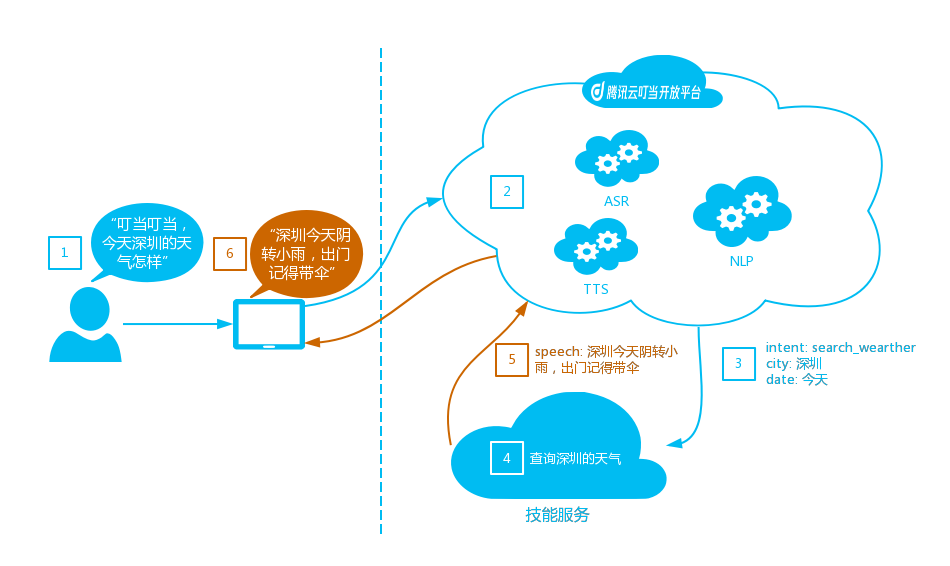 腾讯云叮当开放平台
ASR
2
NLP
TTS
1
“叮当叮当，
今天深圳的天
气怎样”
6
“深圳今天阴
转小雨，出门
记得带伞”
5
speech: 深圳今天阴转小
雨，出门记得带伞
3
intent: search_wearther
city: 深圳
date: 今天
4
查询深圳的天气
技能服务